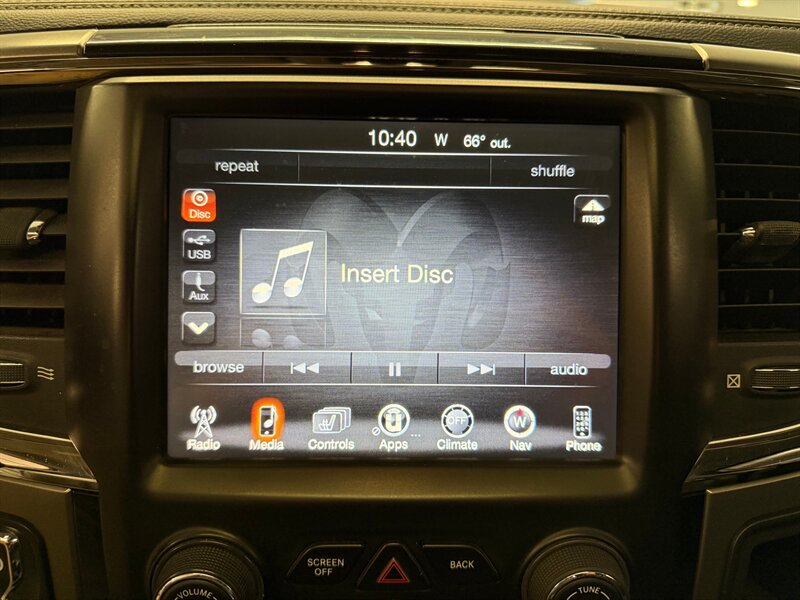 10:40 W 66° out.
repeat shuffle
Disc
map
USB
Insert Disc
Aux
browse audio
OFF W
Radio Media Controls Apps Climate Nav Phone
SCREEN OFF BACK
VOLUME TUNE